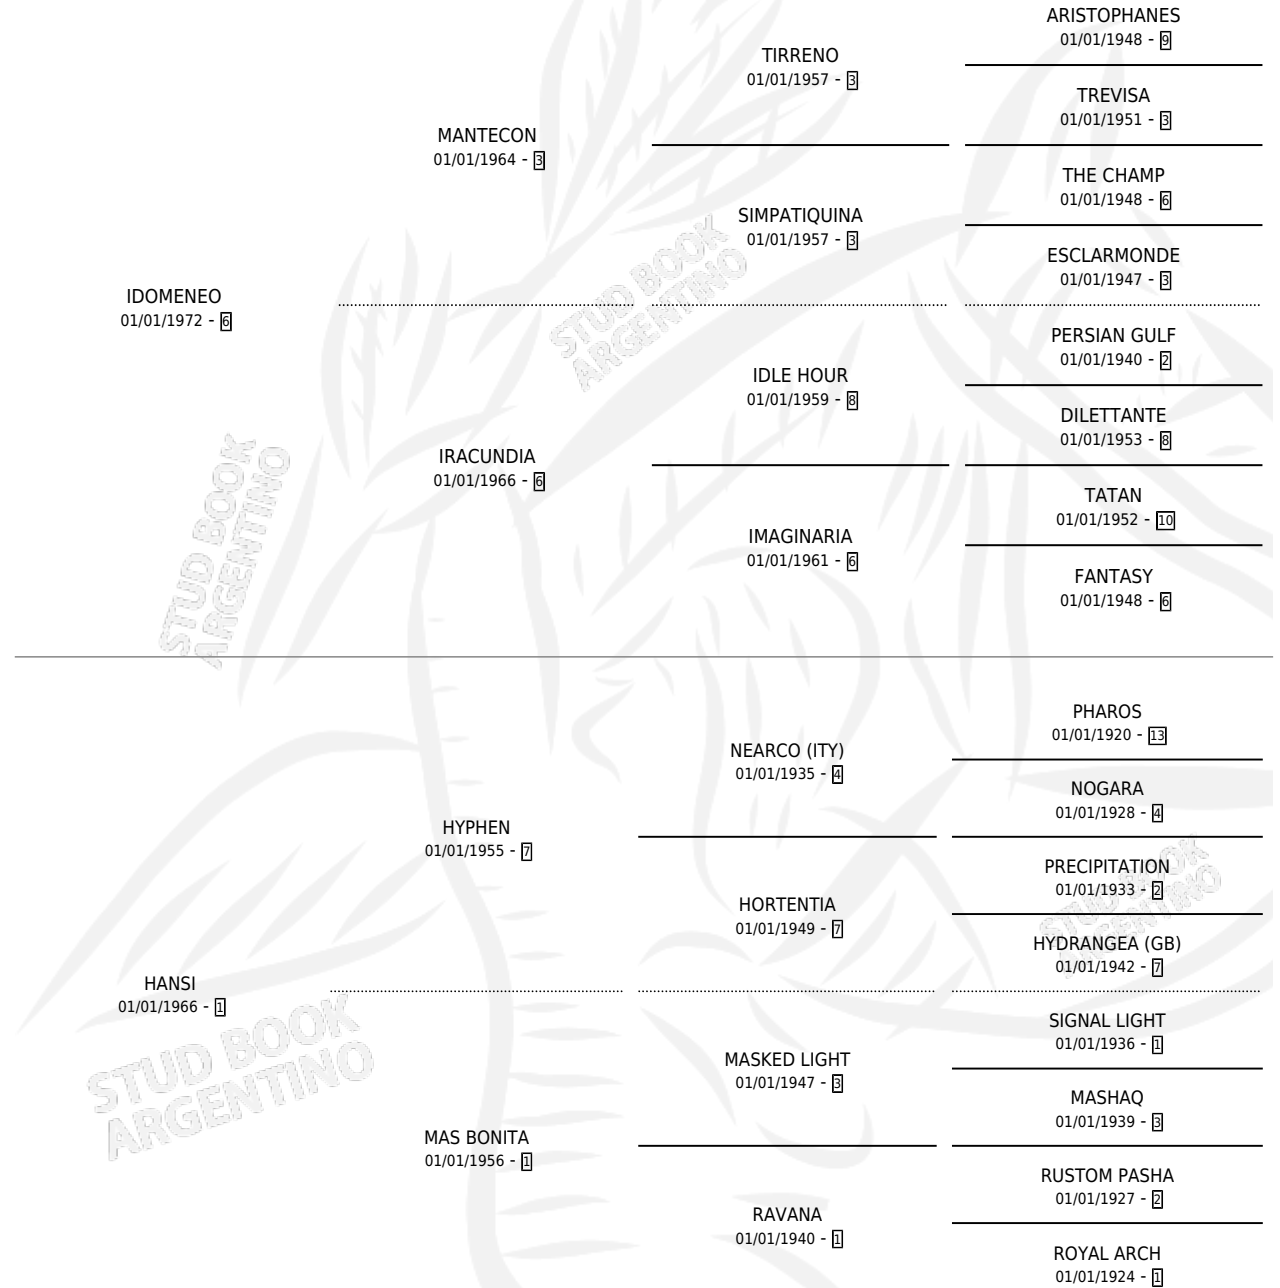 ARISTOPHANES
01/01/1948 - 9
TIRRENO
01/01/1957 - 3
TREVISA
01/01/1951 - 3
MANTECON
01/01/1964 - 3
THE CHAMP
01/01/1948 - 6
SIMPATIQUINA
01/01/1957 - 3
ESCLARMONDE
01/01/1947 - 3
IDOMENEO
01/01/1972 - 6
STUD BOOK
ARGENTINO
PERSIAN GULF
01/01/1940 - 2
IDLE HOUR
01/01/1959 - 8
DILETTANTE
01/01/1953 - 8
IRACUNDIA
01/01/1966 - 6
TATAN
01/01/1952 - 10
IMAGINARIA
01/01/1961 - 6
FANTASY
01/01/1948 - 6
STUD BOOK
ARGENTINO
PHAROS
01/01/1920 - 13
NEARCO (ITY)
01/01/1935 - 4
NOGARA
01/01/1928 - 4
HYPHEN
01/01/1955 - 7
PRECIPITATION
01/01/1933 - 2
HORTENTIA
01/01/1949 - 7
STUD BOOK
ARGENTINO
HYDRANGEA (GB)
01/01/1942 - 7
HANSI
01/01/1966 - 1
SIGNAL LIGHT
01/01/1936 - 1
MASKED LIGHT
01/01/1947 - 3
MASHAQ
01/01/1939 - 3
STUD BOOK
ARGENTINO
MAS BONITA
01/01/1956 - 1
RUSTOM PASHA
01/01/1927 - 2
RAVANA
01/01/1940 - 1
ROYAL ARCH
01/01/1924 - 1